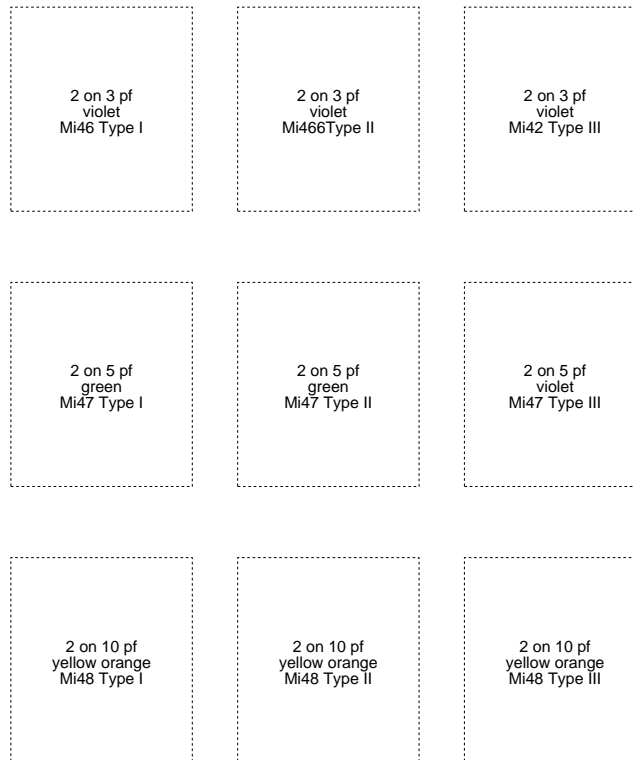 2 on 3 pf
violet
Mi46 Type I
2 on 3 pf
violet
Mi466Type II
2 on 3 pf
violet
Mi42 Type III
2 on 5 pf
green
Mi47 Type I
2 on 5 pf
green
Mi47 Type II
2 on 5 pf
violet
Mi47 Type III
2 on 10 pf
yellow orange
Mi48 Type I
2 on 10 pf
yellow orange
Mi48 Type II
2 on 10 pf
yellow orange
Mi48 Type III